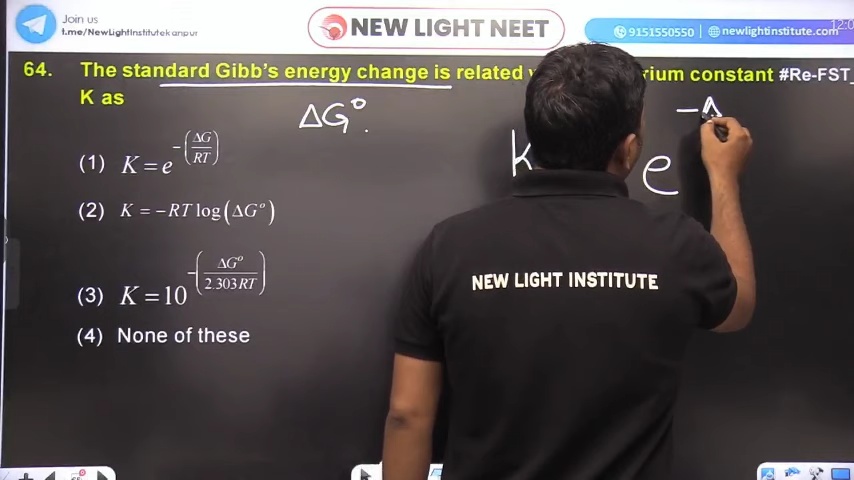 Join us
t.me/NewLightInstitutekanpur
NEW LIGHT NEET
9151550550 | newlightinstitute.com
12:0
64. The standard Gibb's energy change is related rium constant #Re-FST_
K as
ΔG°.
(1) K = e^-(ΔG/RT)
(2) K = -RT log(ΔG°)
(3) K = 10^-(ΔG°/2.303RT)
(4) None of these
K e^-Δ
NEW LIGHT INSTITUTE